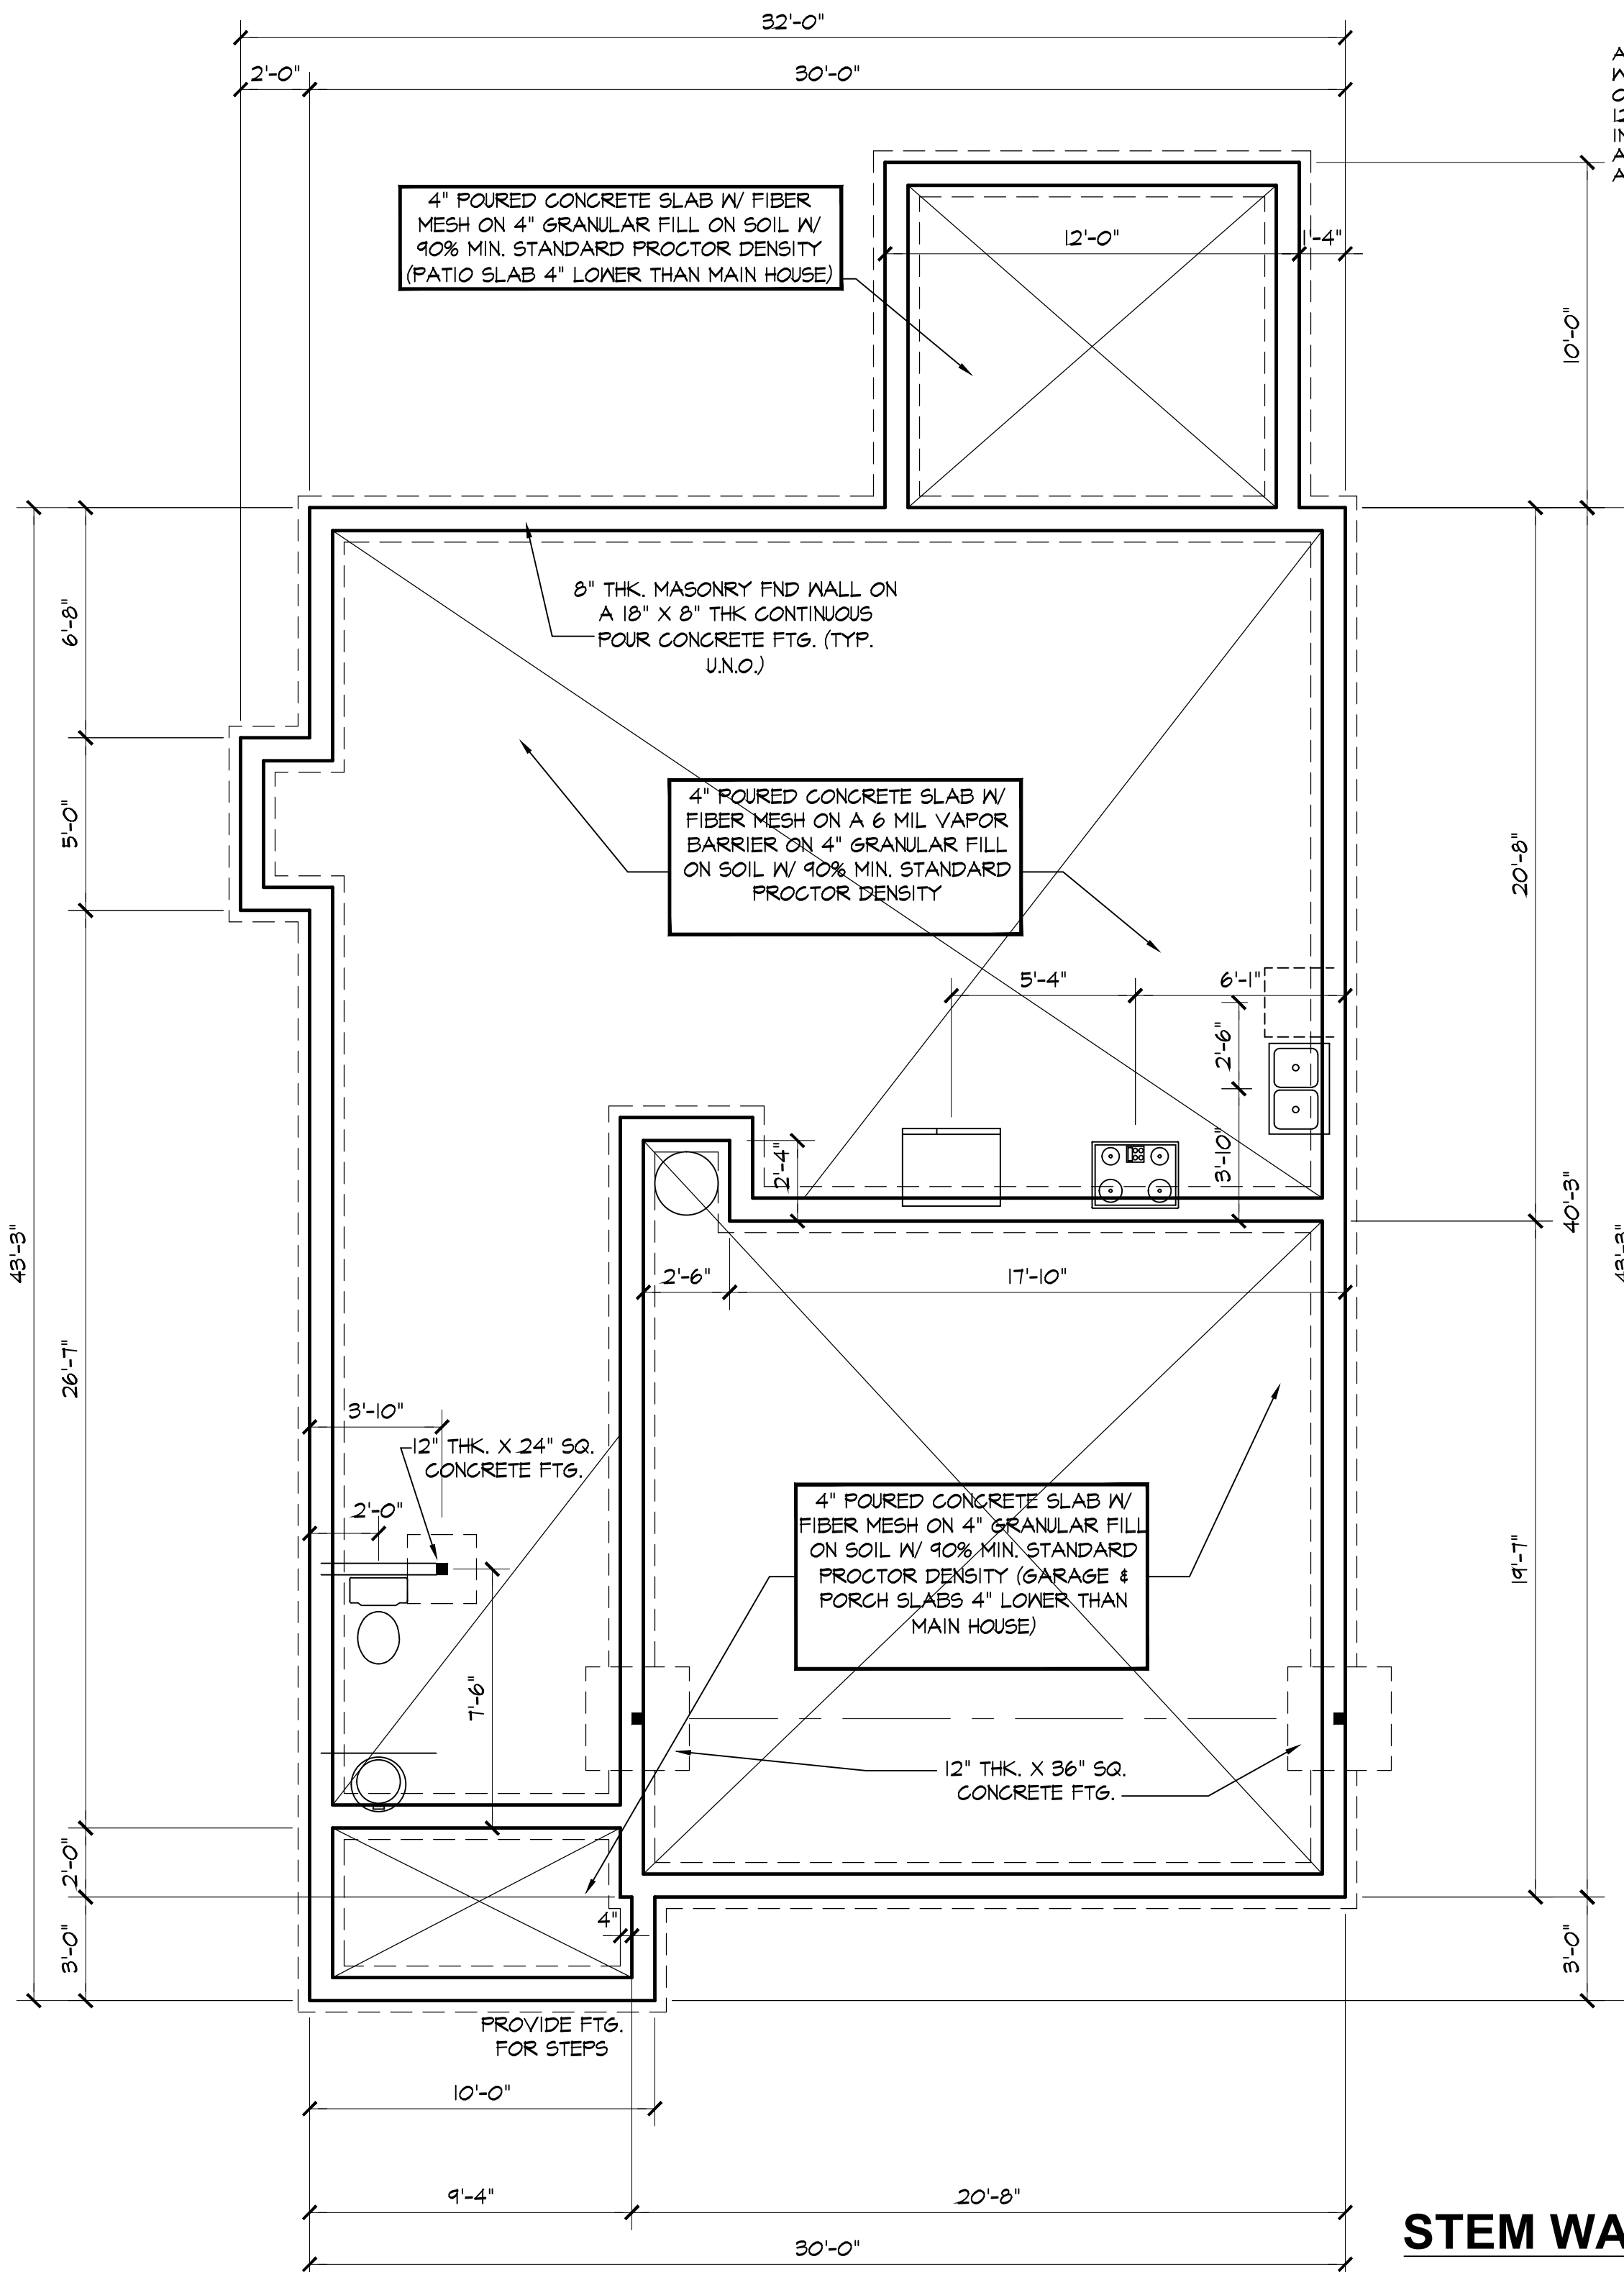 32'-0"
2'-0"
30'-0"
4" POURED CONCRETE SLAB W/ FIBER
MESH ON 4" GRANULAR FILL ON SOIL W/
90% MIN. STANDARD PROCTOR DENSITY
(PATIO SLAB 4" LOWER THAN MAIN HOUSE)
12'-0"
1'-4"
10'-0"
8" THK. MASONRY FND WALL ON
A 18" X 8" THK CONTINUOUS
POUR CONCRETE FTG. (TYP.
U.N.O.)
6'-8"
5'-0"
4" POURED CONCRETE SLAB W/
FIBER MESH ON A 6 MIL VAPOR
BARRIER ON 4" GRANULAR FILL
ON SOIL W/ 90% MIN. STANDARD
PROCTOR DENSITY
20'-8"
5'-4"
6'-1"
2'-6"
3'-10"
2'-4"
43'-3"
40'-3"
43'-3"
2'-6"
17'-10"
26'-7"
3'-10"
12" THK. X 24" SQ.
CONCRETE FTG.
2'-0"
4" POURED CONCRETE SLAB W/
FIBER MESH ON 4" GRANULAR FILL
ON SOIL W/ 90% MIN. STANDARD
PROCTOR DENSITY (GARAGE &
PORCH SLABS 4" LOWER THAN
MAIN HOUSE)
19'-7"
7'-6"
12" THK. X 36" SQ.
CONCRETE FTG.
2'-0"
4"
3'-0"
3'-0"
PROVIDE FTG.
FOR STEPS
10'-0"
9'-4"
20'-8"
30'-0"
STEM WA